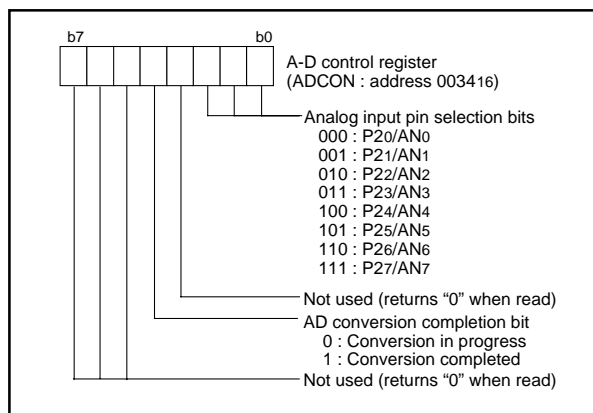 b7 b0
A-D control register
(ADCON : address 003416)
Analog input pin selection bits
000 : P20/AN0
001 : P21/AN1
010 : P22/AN2
011 : P23/AN3
100 : P24/AN4
101 : P25/AN5
110 : P26/AN6
111 : P27/AN7
Not used (returns “0” when read)
AD conversion completion bit
0 : Conversion in progress
1 : Conversion completed
Not used (returns “0” when read)